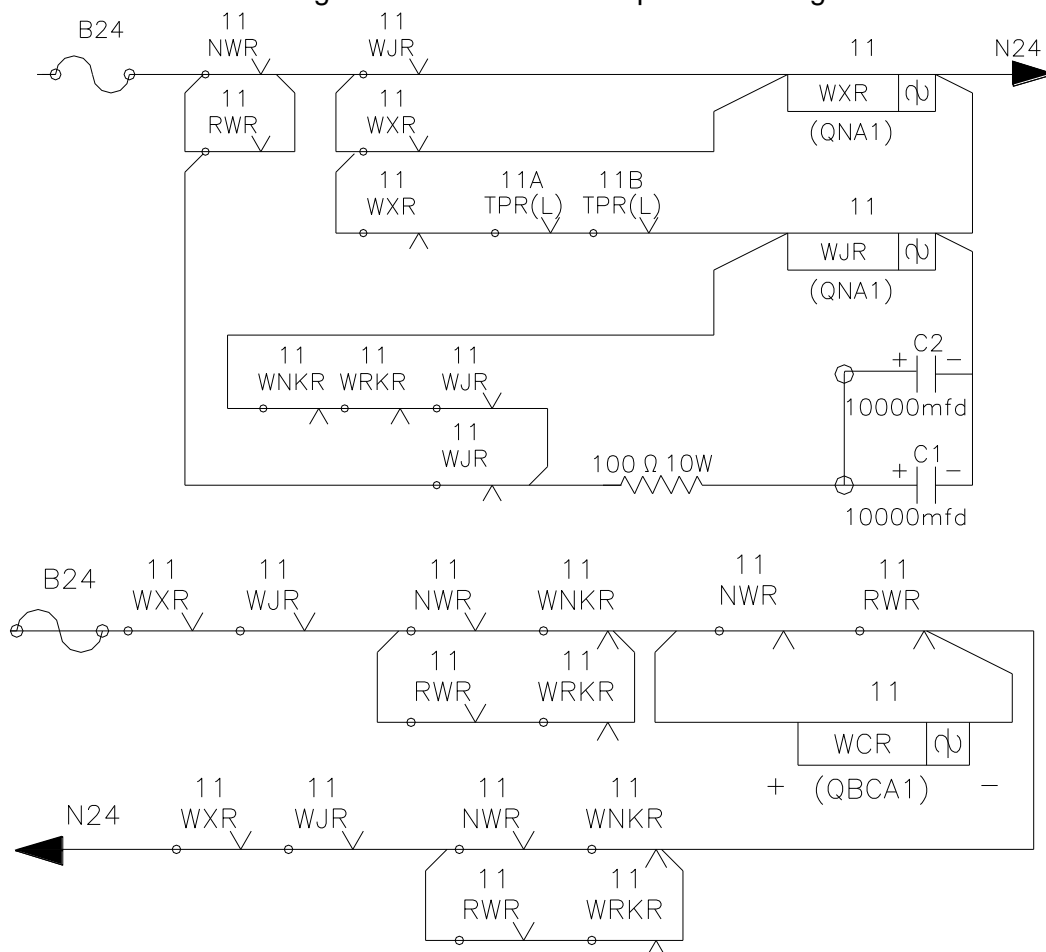 B24
11
NWR
11
WJR
11
WXR
(QNA1)
N24
11
RWR
11
WXR
11
WXR
11A
TPR(L)
11B
TPR(L)
11
WJR
(QNA1)
11
WNKR
11
WRKR
11
WJR
+ C2 -
10000mfd
11
WJR
100 Ω 10W
+ C1 -
10000mfd
B24
11
WXR
11
WJR
11
NWR
11
WNKR
11
NWR
11
RWR
11
RWR
11
WRKR
11
WCR
+ (QBCA1) -
N24
11
WXR
11
WJR
11
NWR
11
WNKR
11
RWR
11
WRKR